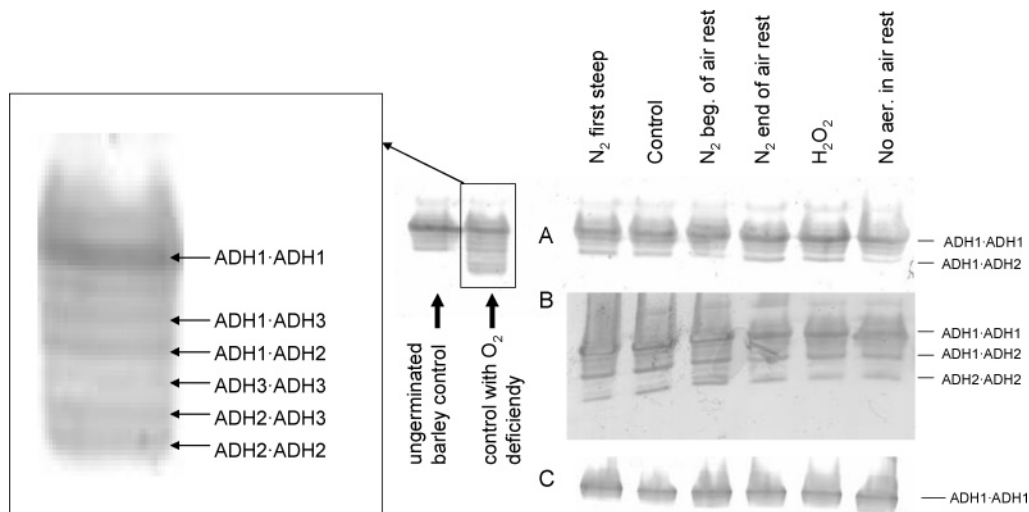 ADH1·ADH1
ADH1·ADH3
ADH1·ADH2
ADH3·ADH3
ADH2·ADH3
ADH2·ADH2
ungerminated
barley control
control with O₂
deficiendy
N₂ first steep
Control
N₂ beg. of air rest
N₂ end of air rest
H₂O₂
No aer. in air rest
A
ADH1·ADH1
ADH1·ADH2
B
ADH1·ADH1
ADH1·ADH2
ADH2·ADH2
C
ADH1·ADH1